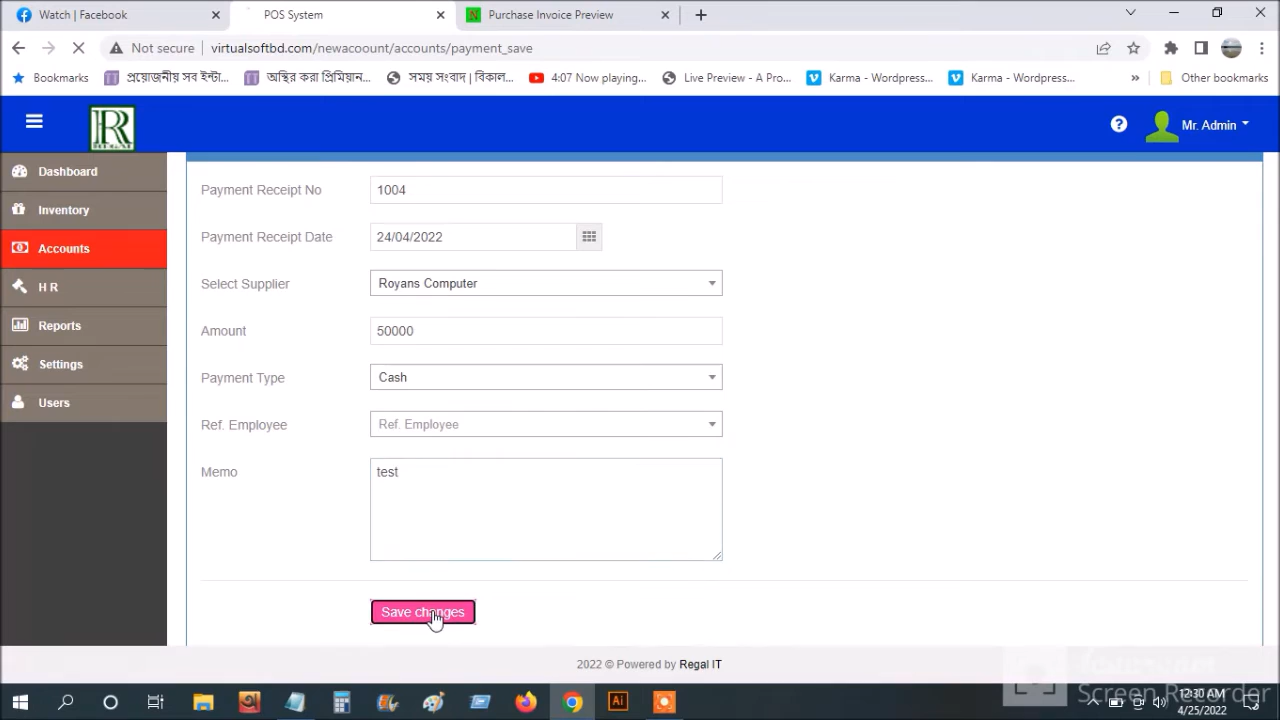 Watch | Facebook
POS System
Purchase Invoice Preview
Not secure
virtualsoftbd.com/newacoount/accounts/payment_save
Bookmarks
প্রয়োজনীয় সব ইন্টা...
অস্থির করা প্রিমিয়ান...
সময় সংবাদ | বিকাল...
4:07 Now playing...
Live Preview - A Pro...
Karma - Wordpress...
Karma - Wordpress...
»
Other bookmarks
R
REGAL
?
Mr. Admin
Dashboard
Inventory
Accounts
H R
Reports
Settings
Users
Payment Receipt No
1004
Payment Receipt Date
24/04/2022
Select Supplier
Royans Computer
Amount
50000
Payment Type
Cash
Ref. Employee
Ref. Employee
Memo
test
Save changes
2022 © Powered by Regal IT
Screen Recorder
12:30 AM
4/25/2022